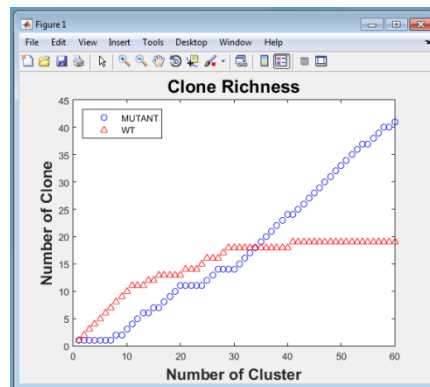 Figure 1
File Edit View Insert Tools Desktop Window Help
Clone Richness
45
40
35
30
25
20
15
10
5
0
Number of Clone
MUTANT
WT
0 10 20 30 40 50 60
Number of Cluster